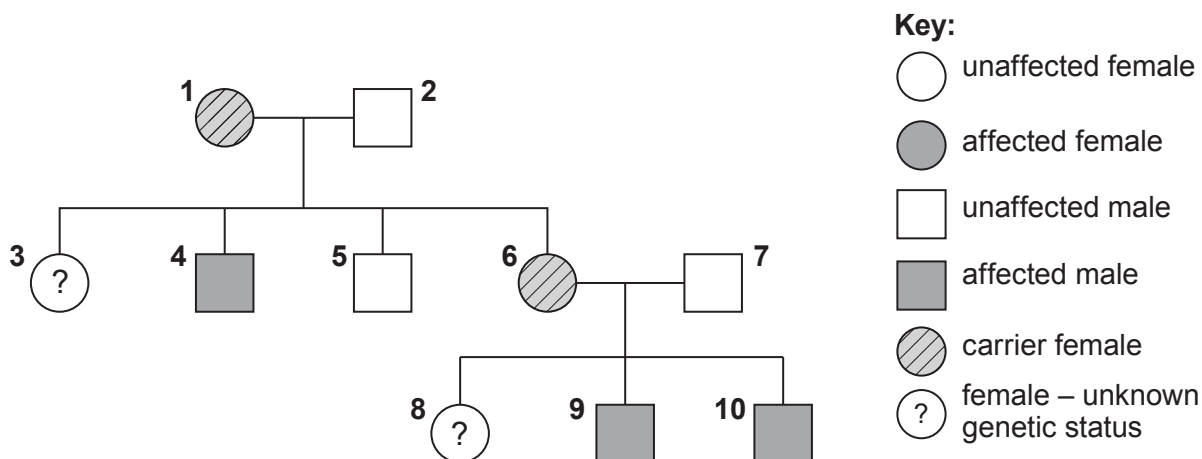 Key:
unaffected female
affected female
unaffected male
affected male
carrier female
? female – unknown
genetic status
1 2
3 ? 4 5 6 7
8 ? 9 10